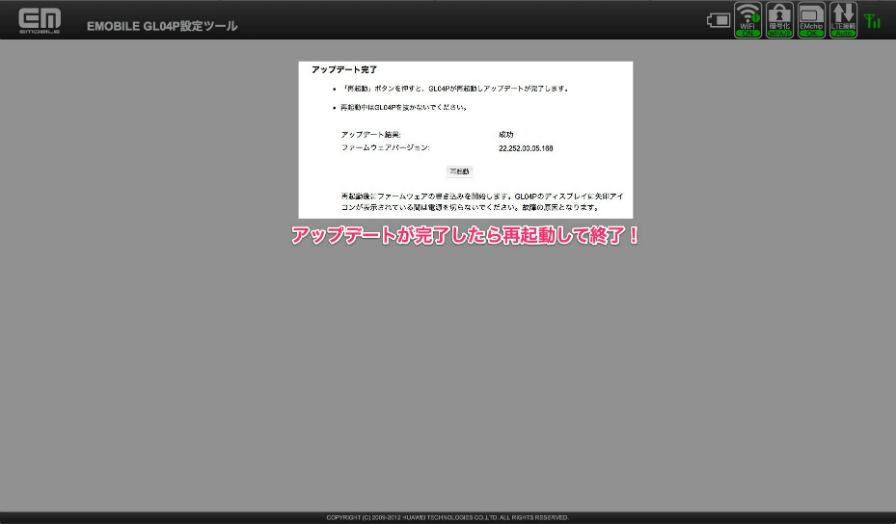 EM
EMOBILE
EMOBILE GL04P設定ツール
WiFi
ON
暗号化
EMchip
OK
LTE接続
Auto
アップデート完了
• 「再起動」ボタンを押すと、GL04Pが再起動しアップデートが完了します。
• 再起動中はGL04Pを抜かないでください。
アップデート結果: 成功
ファームウェアバージョン: 22.252.03.05.168
再起動
再起動後にファームウェアの書き込みを開始します。GL04Pのディスプレイに矢印アイ
コンが表示されている間は電源を切らないでください。故障の原因となります。
アップデートが完了したら再起動して終了！
COPYRIGHT (C) 2009-2012 HUAWEI TECHNOLOGIES CO.,LTD. ALL RIGHTS RESERVED.